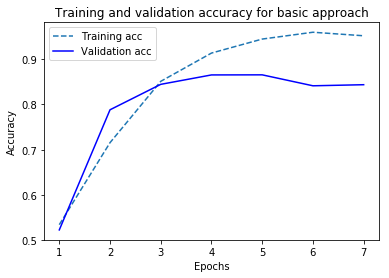 Training and validation accuracy for basic approach
Training acc
Validation acc
Accuracy
0.9
0.8
0.7
0.6
0.5
1 2 3 4 5 6 7
Epochs